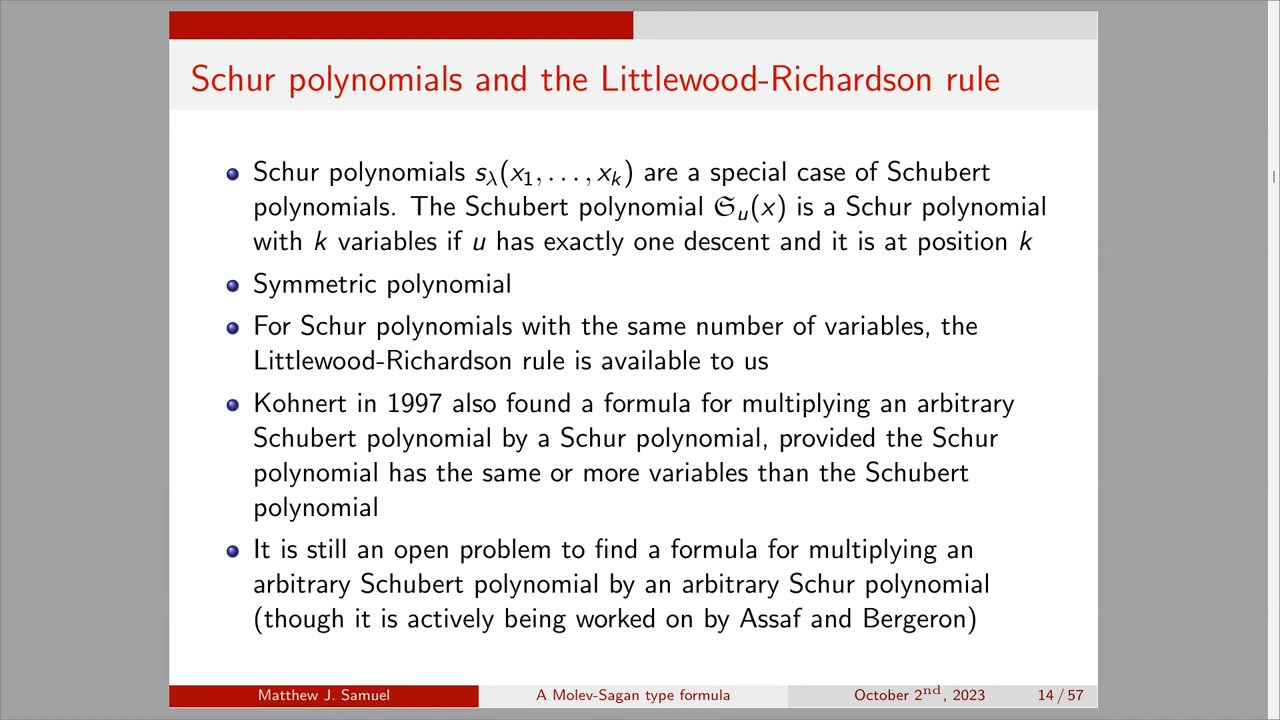 Schur polynomials and the Littlewood-Richardson rule
Schur polynomials s_λ(x_1, . . . , x_k) are a special case of Schubert
polynomials. The Schubert polynomial 𝔖_u(x) is a Schur polynomial
with k variables if u has exactly one descent and it is at position k
Symmetric polynomial
For Schur polynomials with the same number of variables, the
Littlewood-Richardson rule is available to us
Kohnert in 1997 also found a formula for multiplying an arbitrary
Schubert polynomial by a Schur polynomial, provided the Schur
polynomial has the same or more variables than the Schubert
polynomial
It is still an open problem to find a formula for multiplying an
arbitrary Schubert polynomial by an arbitrary Schur polynomial
(though it is actively being worked on by Assaf and Bergeron)
Matthew J. Samuel A Molev-Sagan type formula October 2nd, 2023 14 / 57